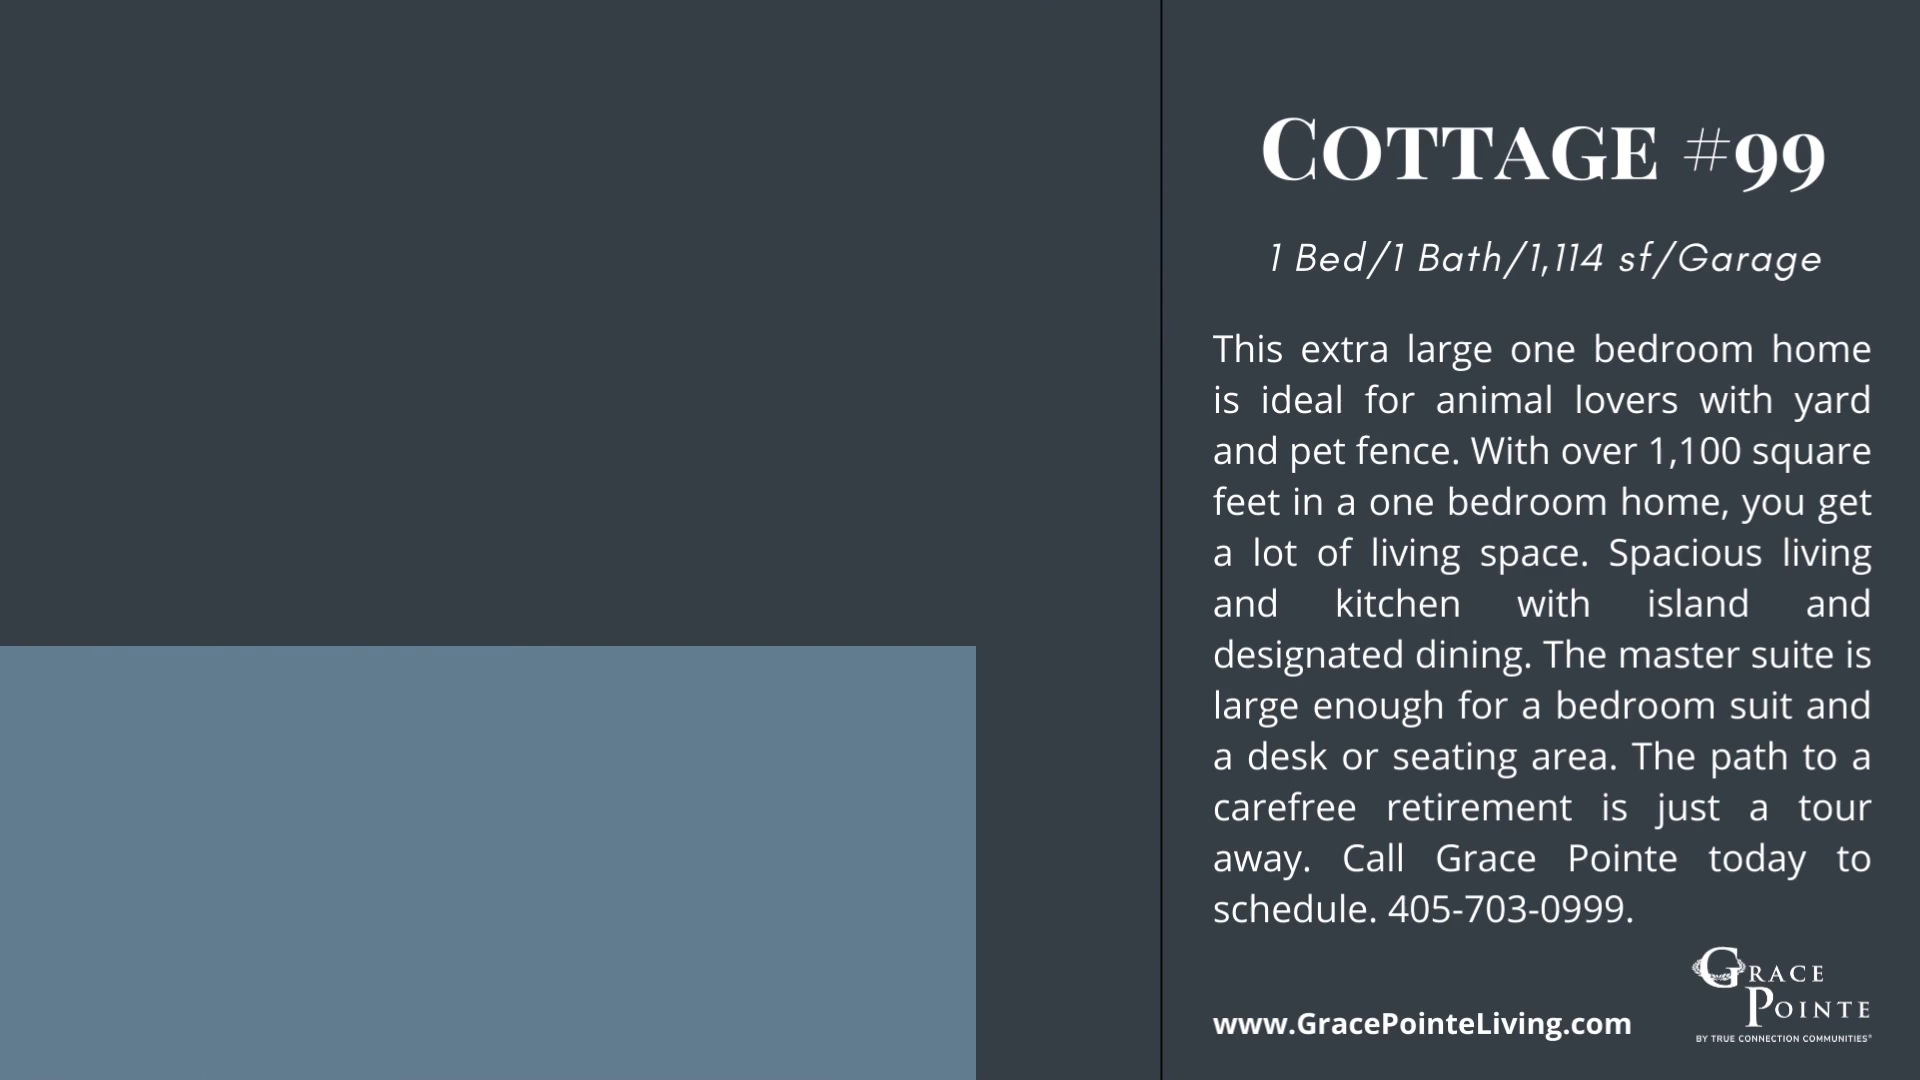 Cottage #99
1 Bed/1 Bath/1,114 sf/Garage
This extra large one bedroom home
is ideal for animal lovers with yard
and pet fence. With over 1,100 square
feet in a one bedroom home, you get
a lot of living space. Spacious living
and kitchen with island and
designated dining. The master suite is
large enough for a bedroom suit and
a desk or seating area. The path to a
carefree retirement is just a tour
away. Call Grace Pointe today to
schedule. 405-703-0999.
www.GracePointeLiving.com
Grace
Pointe
BY TRUE CONNECTION COMMUNITIES®